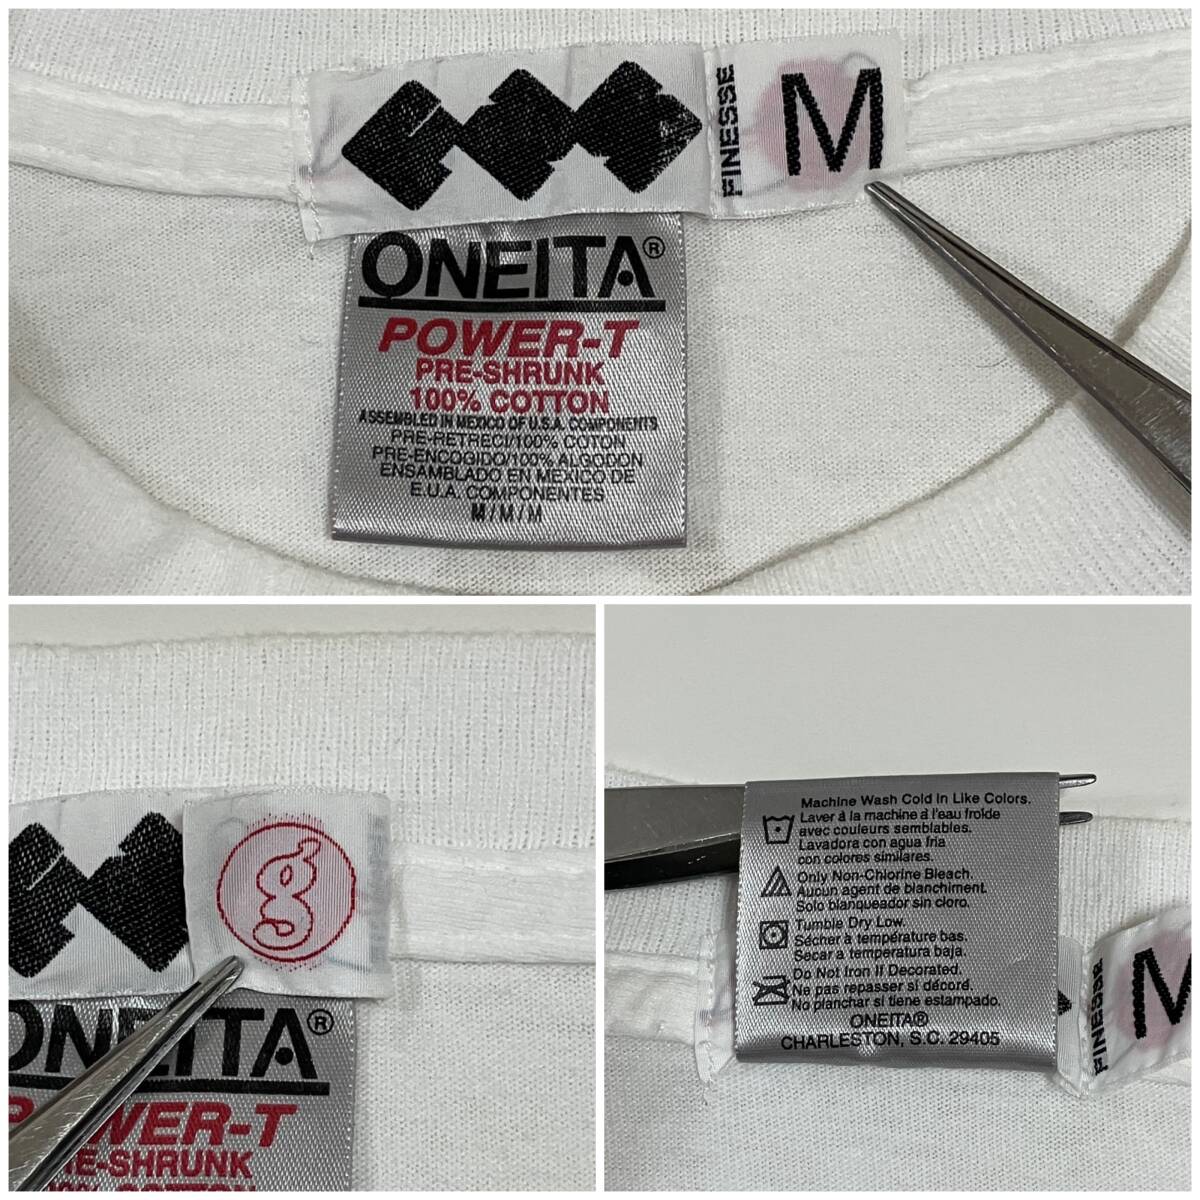 FINESSE
M
ONEITA®
POWER-T
PRE-SHRUNK
100% COTTON
ASSEMBLED IN MEXICO OF U.S.A. COMPONENTS
PRE-RETRECI/100% COTON
PRE-ENCOGIDO/100% ALGODON
ENSAMBLADO EN MEXICO DE
E.U.A. COMPONENTES
M/M/M
g
ONEITA®
POWER-T
RE-SHRUNK
Machine Wash Cold In Like Colors.
Laver à la machine à l'eau froide
avec couleurs semblables.
Lavadora con agua fria
con colores similares.
Only Non-Chlorine Bleach.
Aucun agent de blanchiment.
Solo blanqueador sin cloro.
Tumble Dry Low.
Sécher à température bas.
Secar a temperatura baja.
Do Not Iron If Decorated.
Ne pas repasser si décoré.
No planchar si tiene estampado.
ONEITA®
CHARLESTON, S.C. 29405
FINESSE
M